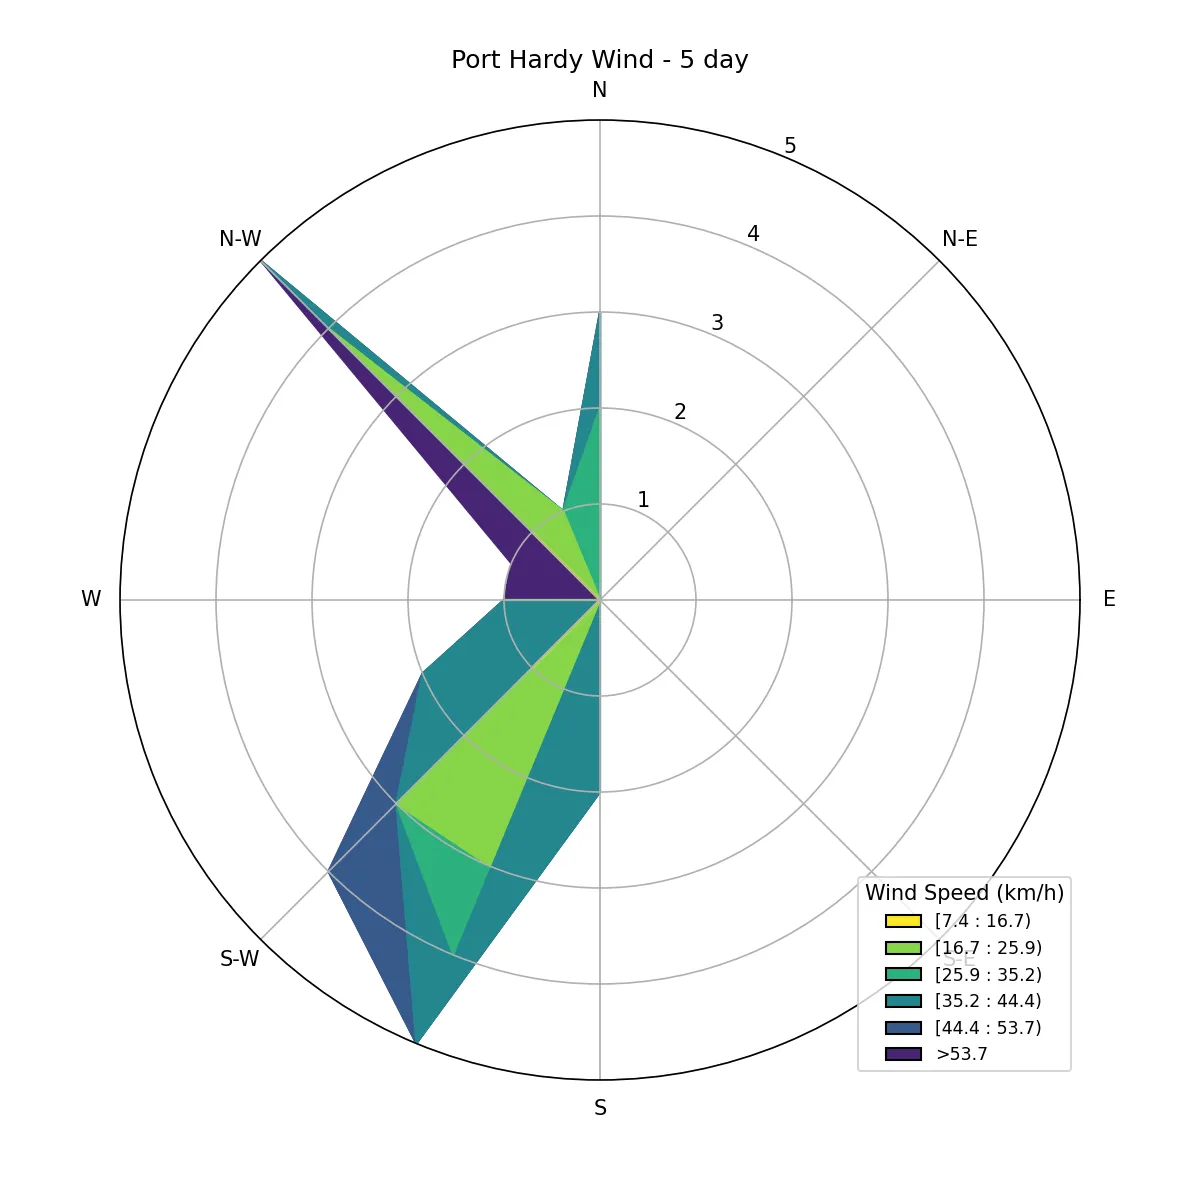 Port Hardy Wind - 5 day
N
5
N-W
4
N-E
3
2
1
W
E
Wind Speed (km/h)
[7.4 : 16.7)
[16.7 : 25.9)
S-W
S-E
[25.9 : 35.2)
[35.2 : 44.4)
[44.4 : 53.7)
>53.7
S